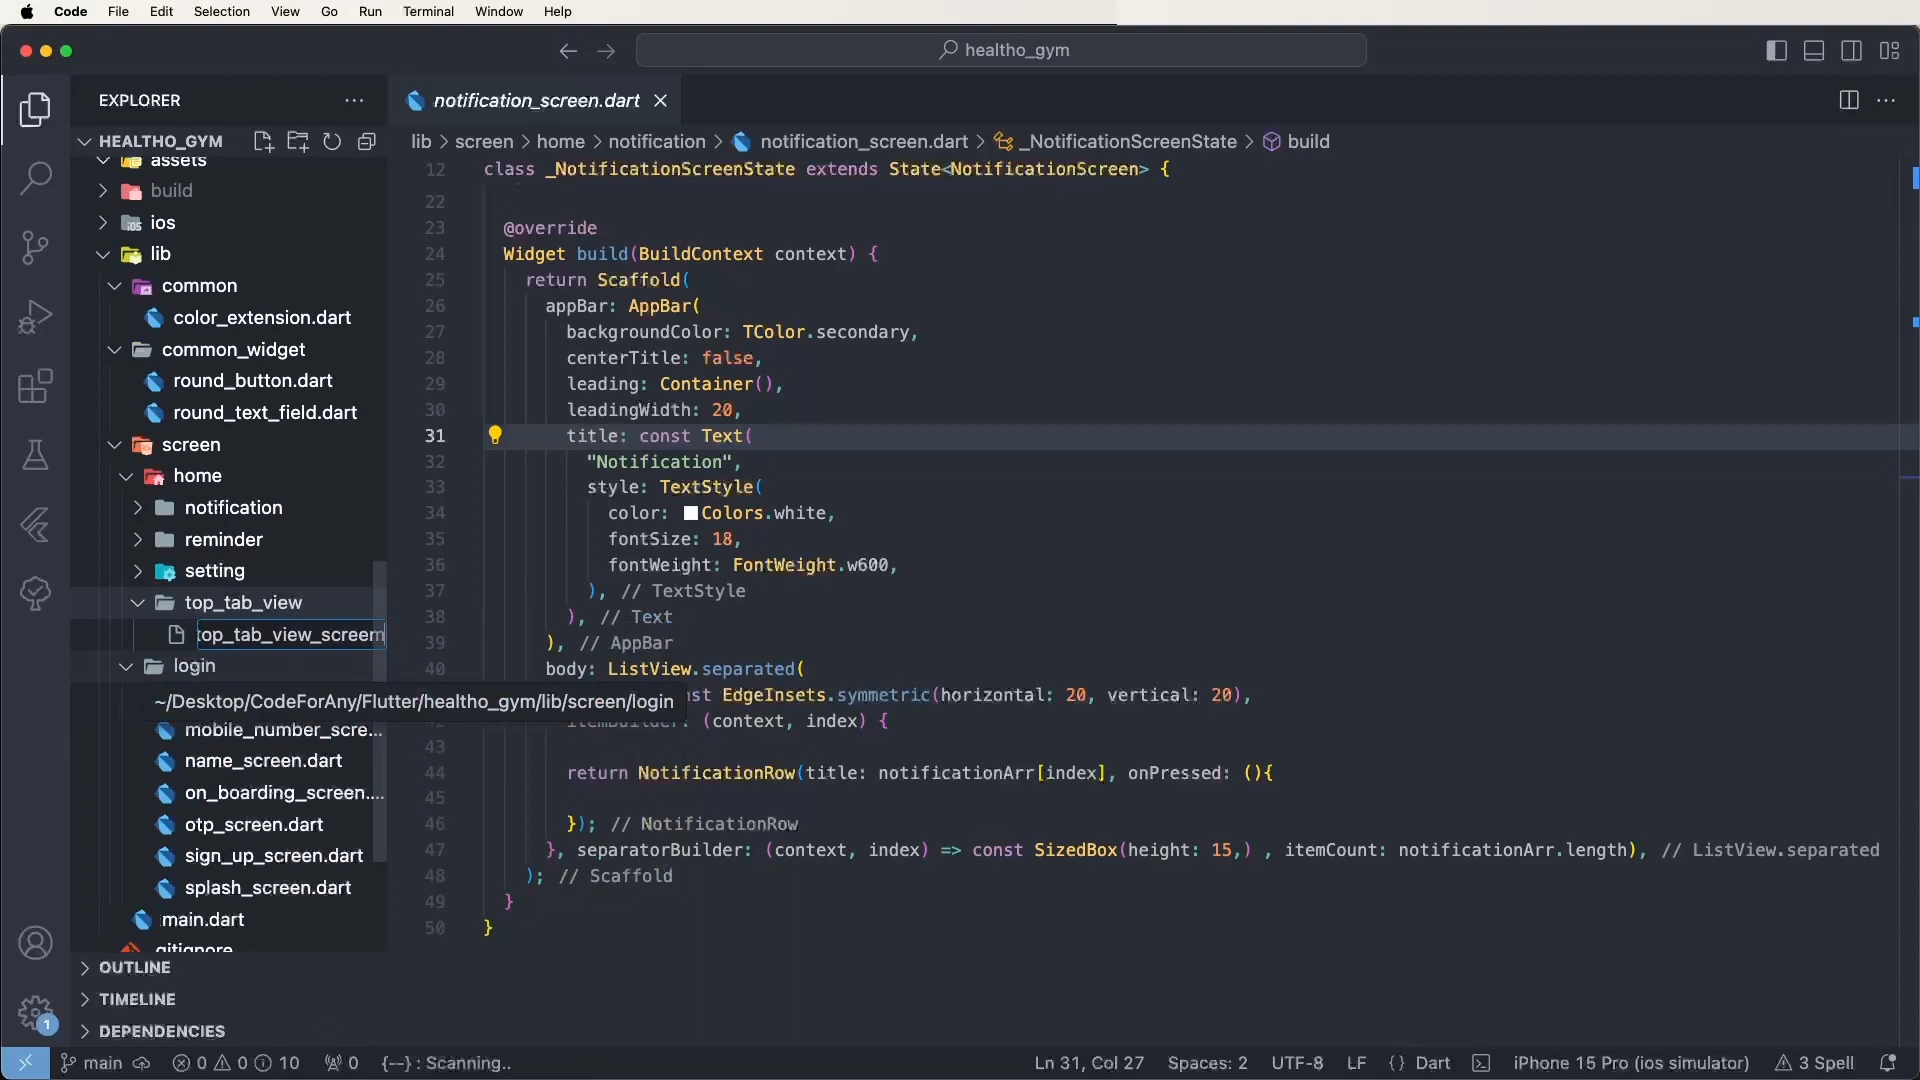 Code File Edit Selection View Go Run Terminal Window Help
healtho_gym
EXPLORER
notification_screen.dart
HEALTHO_GYM
lib > screen > home > notification > notification_screen.dart > _NotificationScreenState > build
assets
build
ios
lib
common
color_extension.dart
common_widget
round_button.dart
round_text_field.dart
screen
home
notification
reminder
setting
top_tab_view
top_tab_view_screen
login
~/Desktop/CodeForAny/Flutter/healtho_gym/lib/screen/login
mobile_number_scre...
name_screen.dart
on_boarding_screen....
otp_screen.dart
sign_up_screen.dart
splash_screen.dart
main.dart
.gitignore
OUTLINE
TIMELINE
DEPENDENCIES
12 class _NotificationScreenState extends State<NotificationScreen> {
22
23 @override
24 Widget build(BuildContext context) {
25 return Scaffold(
26 appBar: AppBar(
27 backgroundColor: TColor.secondary,
28 centerTitle: false,
29 leading: Container(),
30 leadingWidth: 20,
31 title: const Text(
32 "Notification",
33 style: TextStyle(
34 color: Colors.white,
35 fontSize: 18,
36 fontWeight: FontWeight.w600,
37 ), // TextStyle
38 ), // Text
39 ), // AppBar
40 body: ListView.separated(
st EdgeInsets.symmetric(horizontal: 20, vertical: 20),
itemBuilder: (context, index) {
43
44 return NotificationRow(title: notificationArr[index], onPressed: (){
45
46 }); // NotificationRow
47 }, separatorBuilder: (context, index) => const SizedBox(height: 15,) , itemCount: notificationArr.length), // ListView.separated
48 ); // Scaffold
49 }
50 }
1
main 0 0 10 0 {--} : Scanning.. Ln 31, Col 27 Spaces: 2 UTF-8 LF {} Dart iPhone 15 Pro (ios simulator) 3 Spell